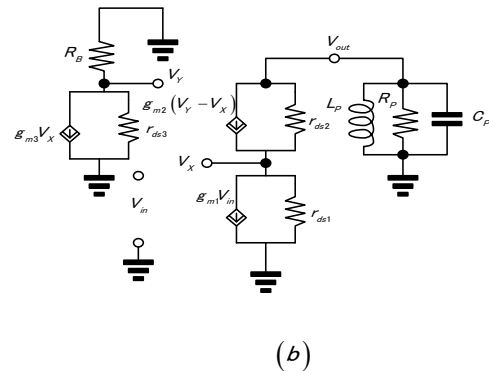 R_B
V_Y
g_m3 V_X
r_ds3
V_in
V_out
g_m2 (V_Y − V_X)
r_ds2
V_X
g_m1 V_in
r_ds1
L_P
R_P
C_P
(b)